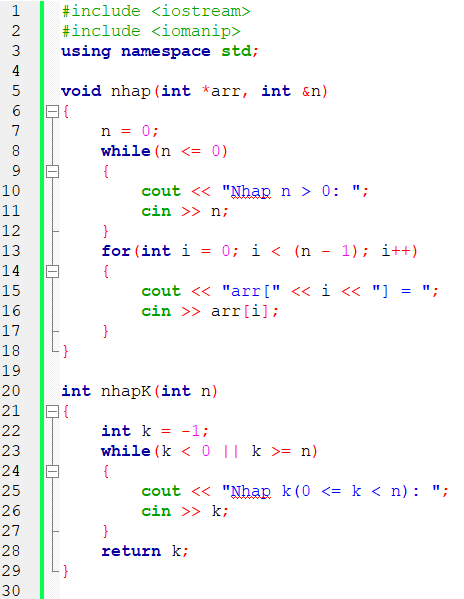 1 #include <iostream>
2 #include <iomanip>
3 using namespace std;
4
5 void nhap(int *arr, int &n)
6 {
7     n = 0;
8     while(n <= 0)
9     {
10         cout << "Nhap n > 0: ";
11         cin >> n;
12     }
13     for(int i = 0; i < (n - 1); i++)
14     {
15         cout << "arr[" << i << "] = ";
16         cin >> arr[i];
17     }
18 }
19
20 int nhapK(int n)
21 {
22     int k = -1;
23     while(k < 0 || k >= n)
24     {
25         cout << "Nhap k(0 <= k < n): ";
26         cin >> k;
27     }
28     return k;
29 }
30